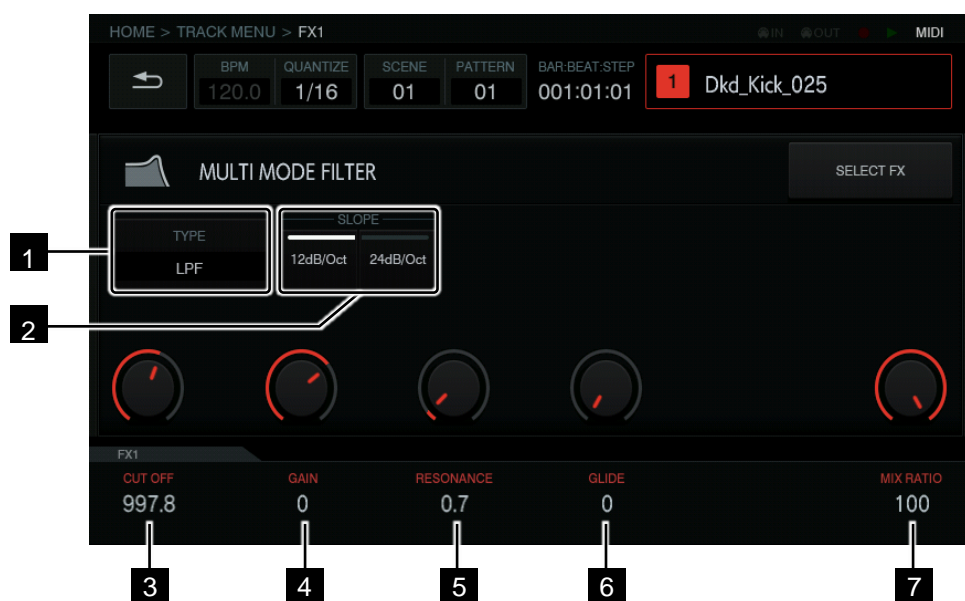 HOME > TRACK MENU > FX1
IN OUT MIDI
BPM QUANTIZE SCENE PATTERN BAR:BEAT:STEP
120.0 1/16 01 01 001:01:01 1 Dkd_Kick_025
MULTI MODE FILTER SELECT FX
TYPE SLOPE
LPF 12dB/Oct 24dB/Oct
1
2
FX1
CUT OFF GAIN RESONANCE GLIDE MIX RATIO
997.8 0 0.7 0 100
3 4 5 6 7